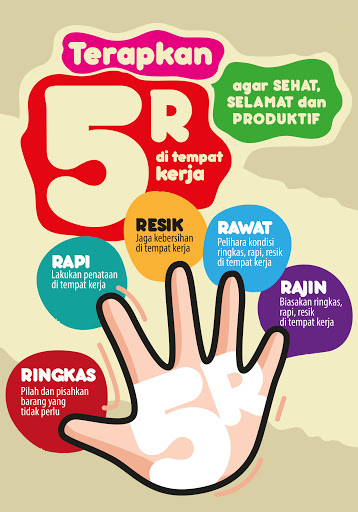 Terapkan
agar SEHAT,
SELAMAT dan
PRODUKTIF
5R
di tempat
kerja
RESIK
Jaga kebersihan
di tempat kerja
RAWAT
Pelihara kondisi
ringkas, rapi, resik
di tempat kerja
RAPI
Lakukan penataan
di tempat kerja
RAJIN
Biasakan ringkas,
rapi, resik
di tempat kerja
RINGKAS
Pilah dan pisahkan
barang yang
tidak perlu
5R